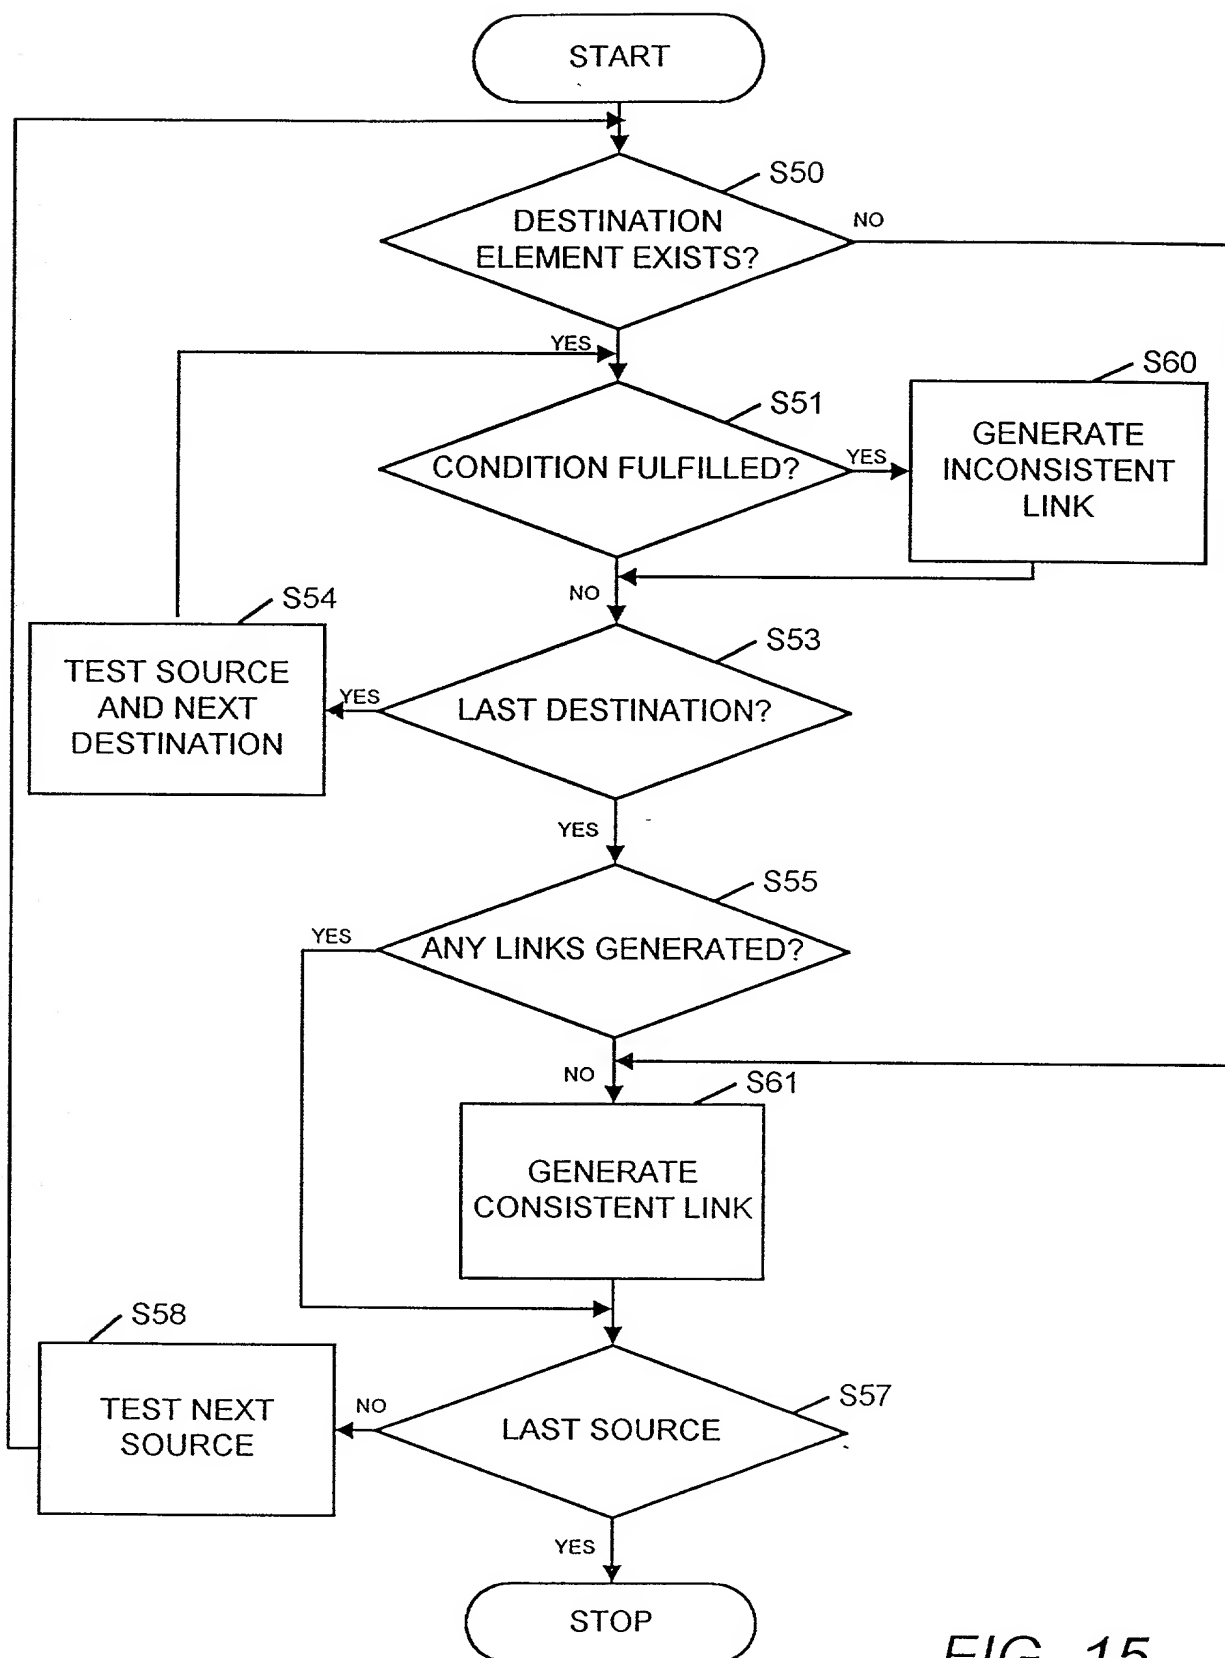 START
S50
DESTINATION
ELEMENT EXISTS?
NO
YES
S60
S51
CONDITION FULFILLED?
YES
GENERATE
INCONSISTENT
LINK
NO
S54
S53
TEST SOURCE
AND NEXT
DESTINATION
YES
LAST DESTINATION?
YES
S55
YES
ANY LINKS GENERATED?
NO
S61
GENERATE
CONSISTENT LINK
S58
S57
TEST NEXT
SOURCE
NO
LAST SOURCE
YES
STOP
FIG. 15